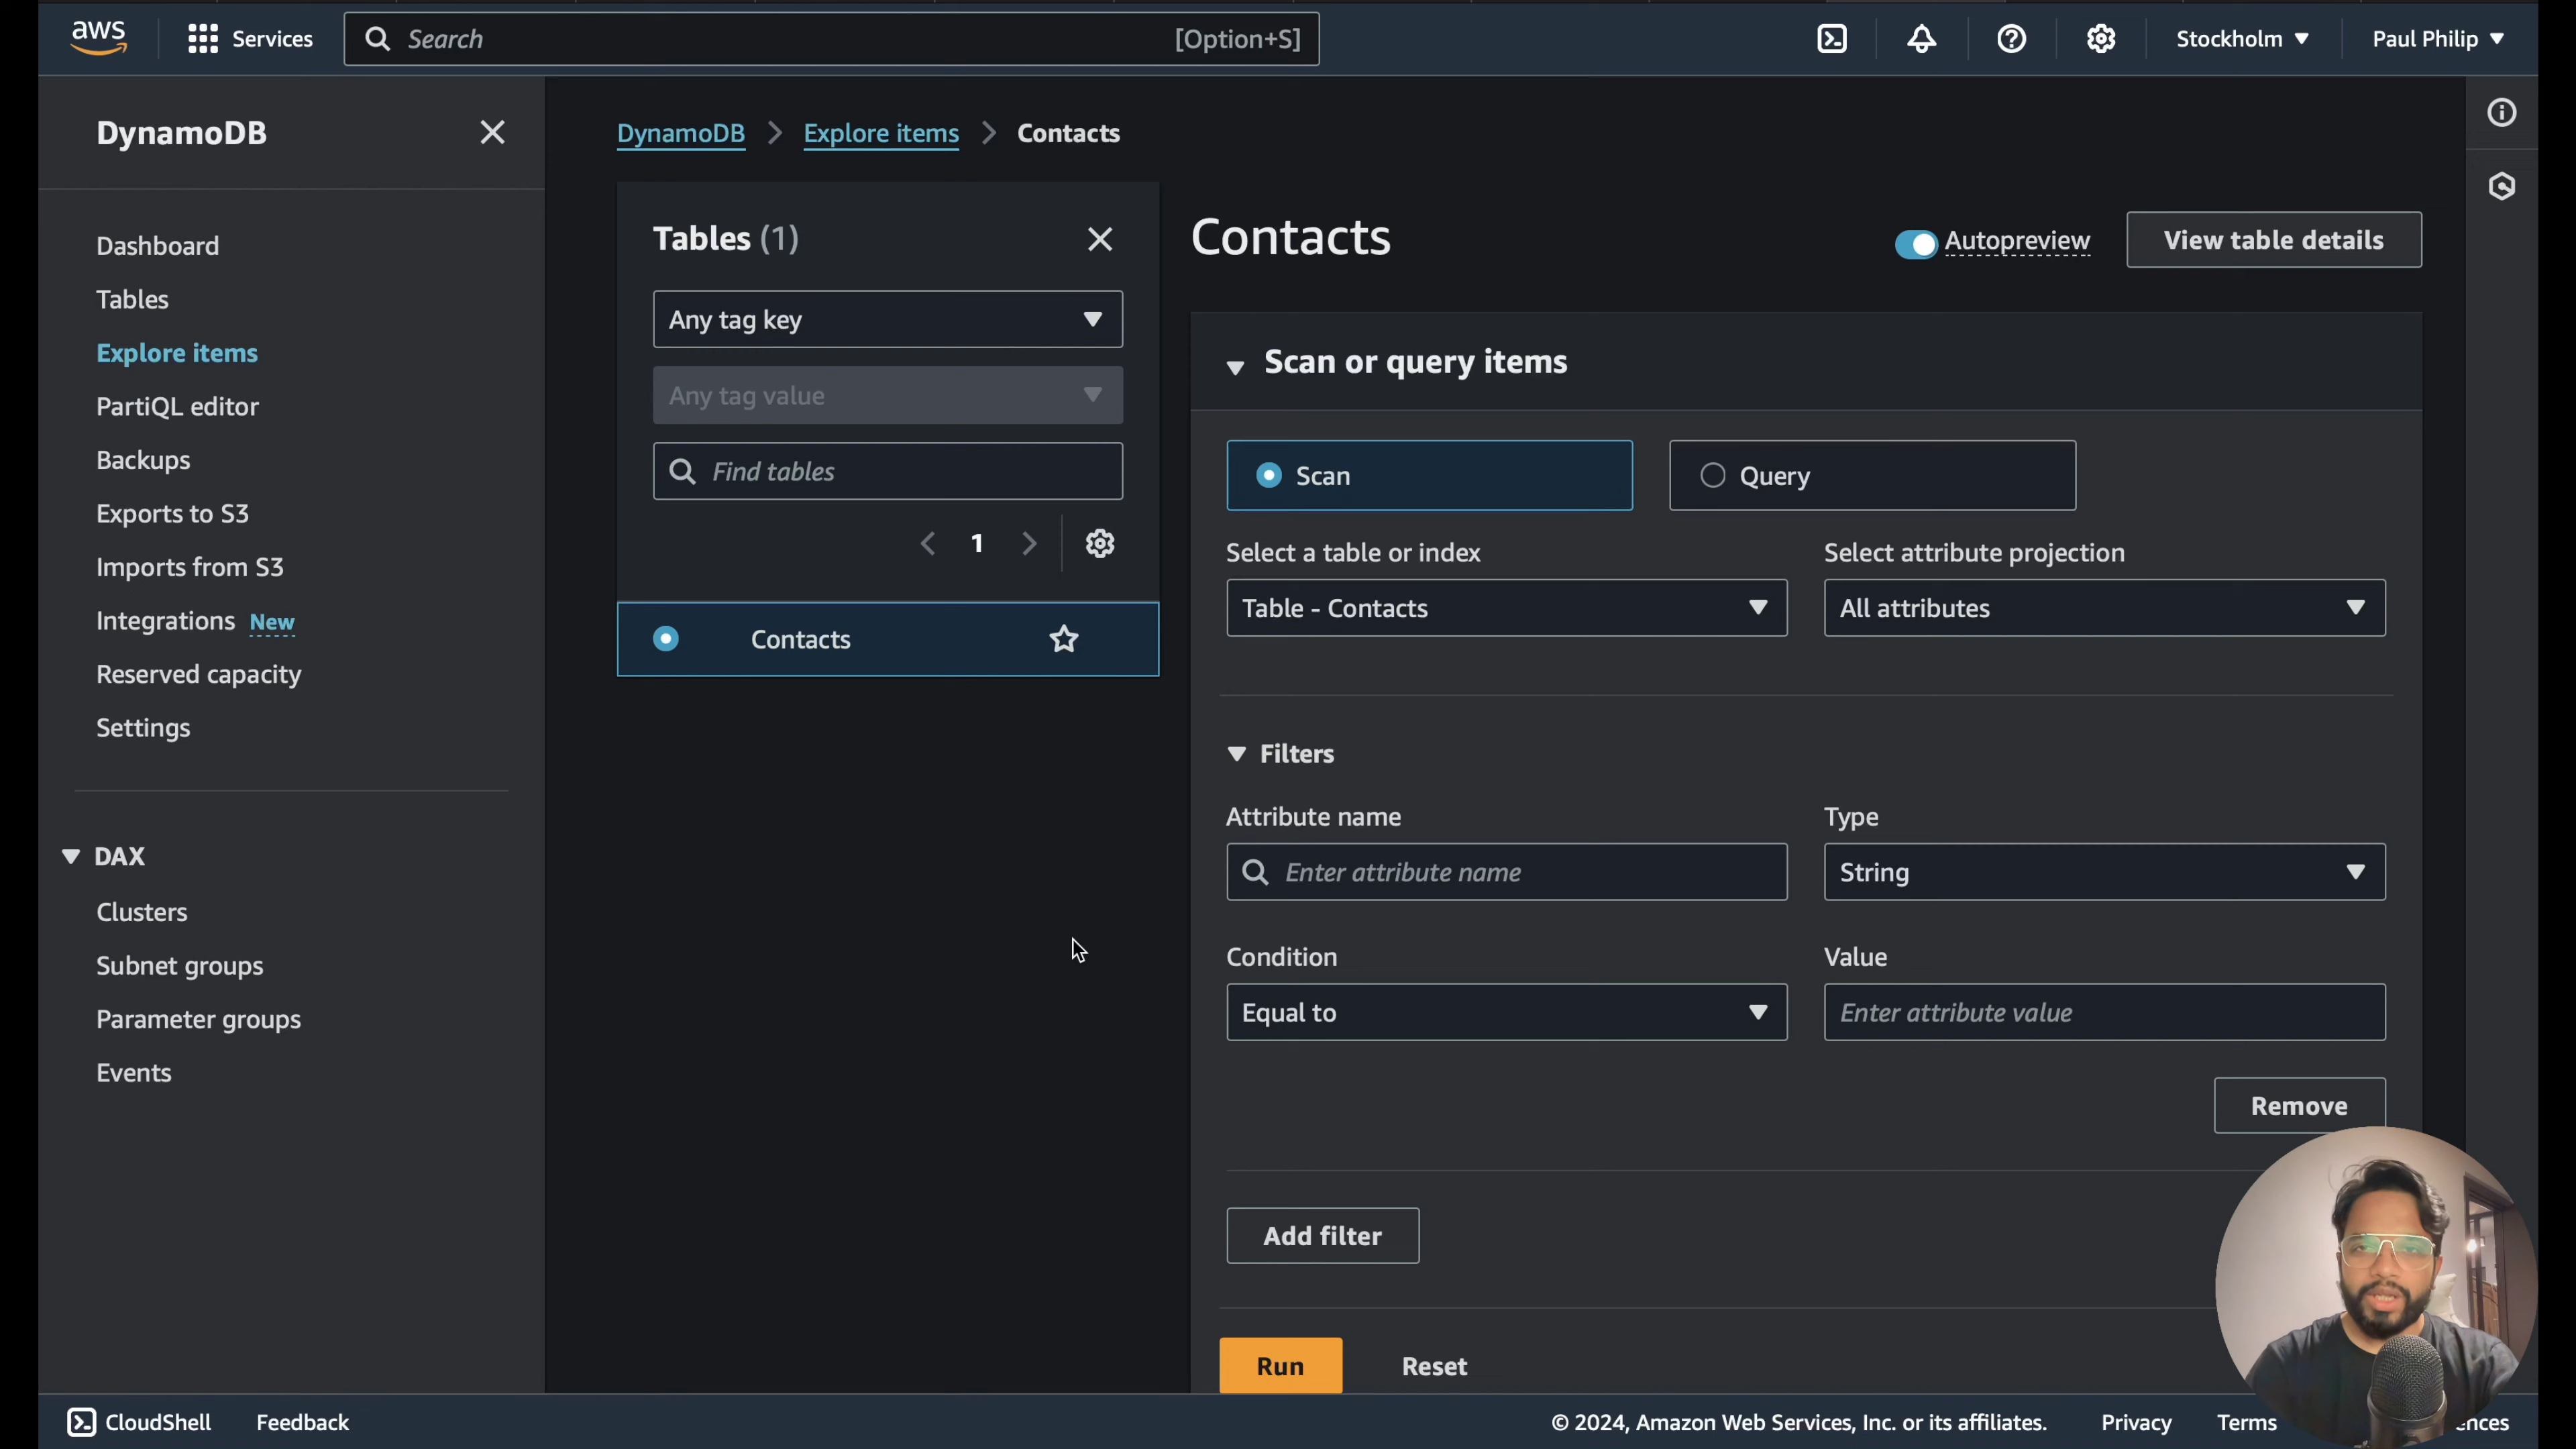 aws
Services
Search
[Option+S]
Stockholm
Paul Philip
DynamoDB
Dashboard
Tables
Explore items
PartiQL editor
Backups
Exports to S3
Imports from S3
Integrations New
Reserved capacity
Settings
DAX
Clusters
Subnet groups
Parameter groups
Events
DynamoDB
Explore items
Contacts
Tables (1)
Any tag key
Any tag value
Find tables
1
Contacts
Contacts
Autopreview
View table details
Scan or query items
Scan
Query
Select a table or index
Select attribute projection
Table - Contacts
All attributes
Filters
Attribute name
Type
Enter attribute name
String
Condition
Value
Equal to
Enter attribute value
Remove
Add filter
Run
Reset
CloudShell
Feedback
© 2024, Amazon Web Services, Inc. or its affiliates.
Privacy
Terms